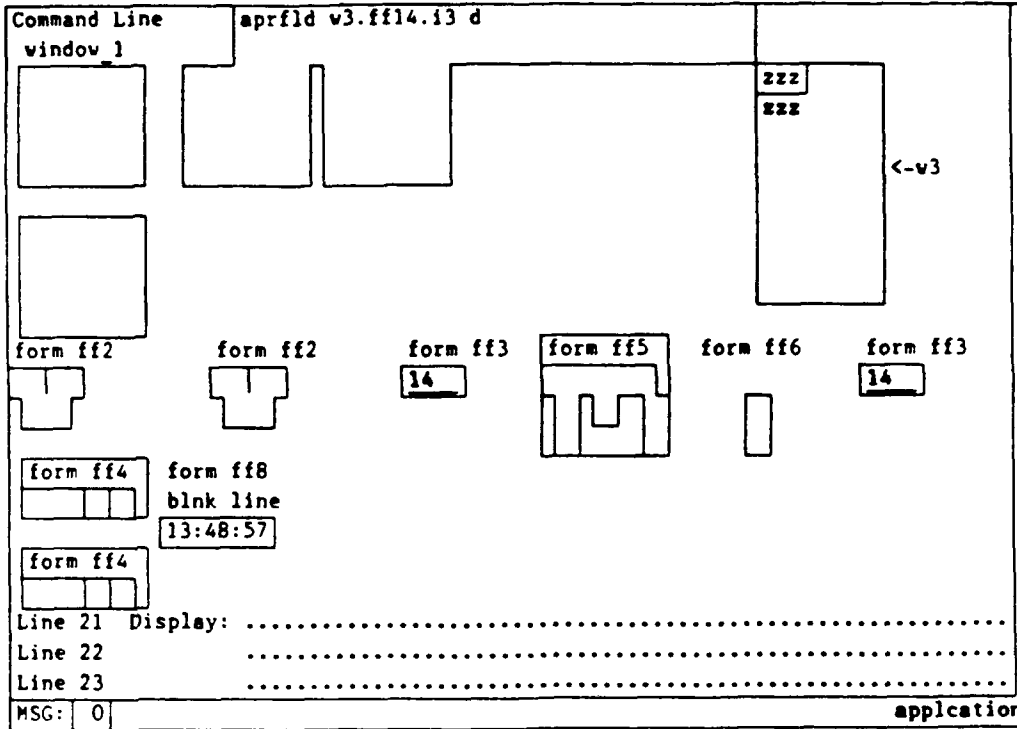 Command Line aprfld w3.ff14.i3 d
window_1
zzz
zzz
<-w3
form ff2 form ff2 form ff3 form ff5 form ff6 form ff3
14 14
form ff4 form ff8
blnk line
13:48:57
form ff4
Line 21 Display: ............................................................
Line 22 ............................................................
Line 23 ............................................................
MSG: 0 applcation